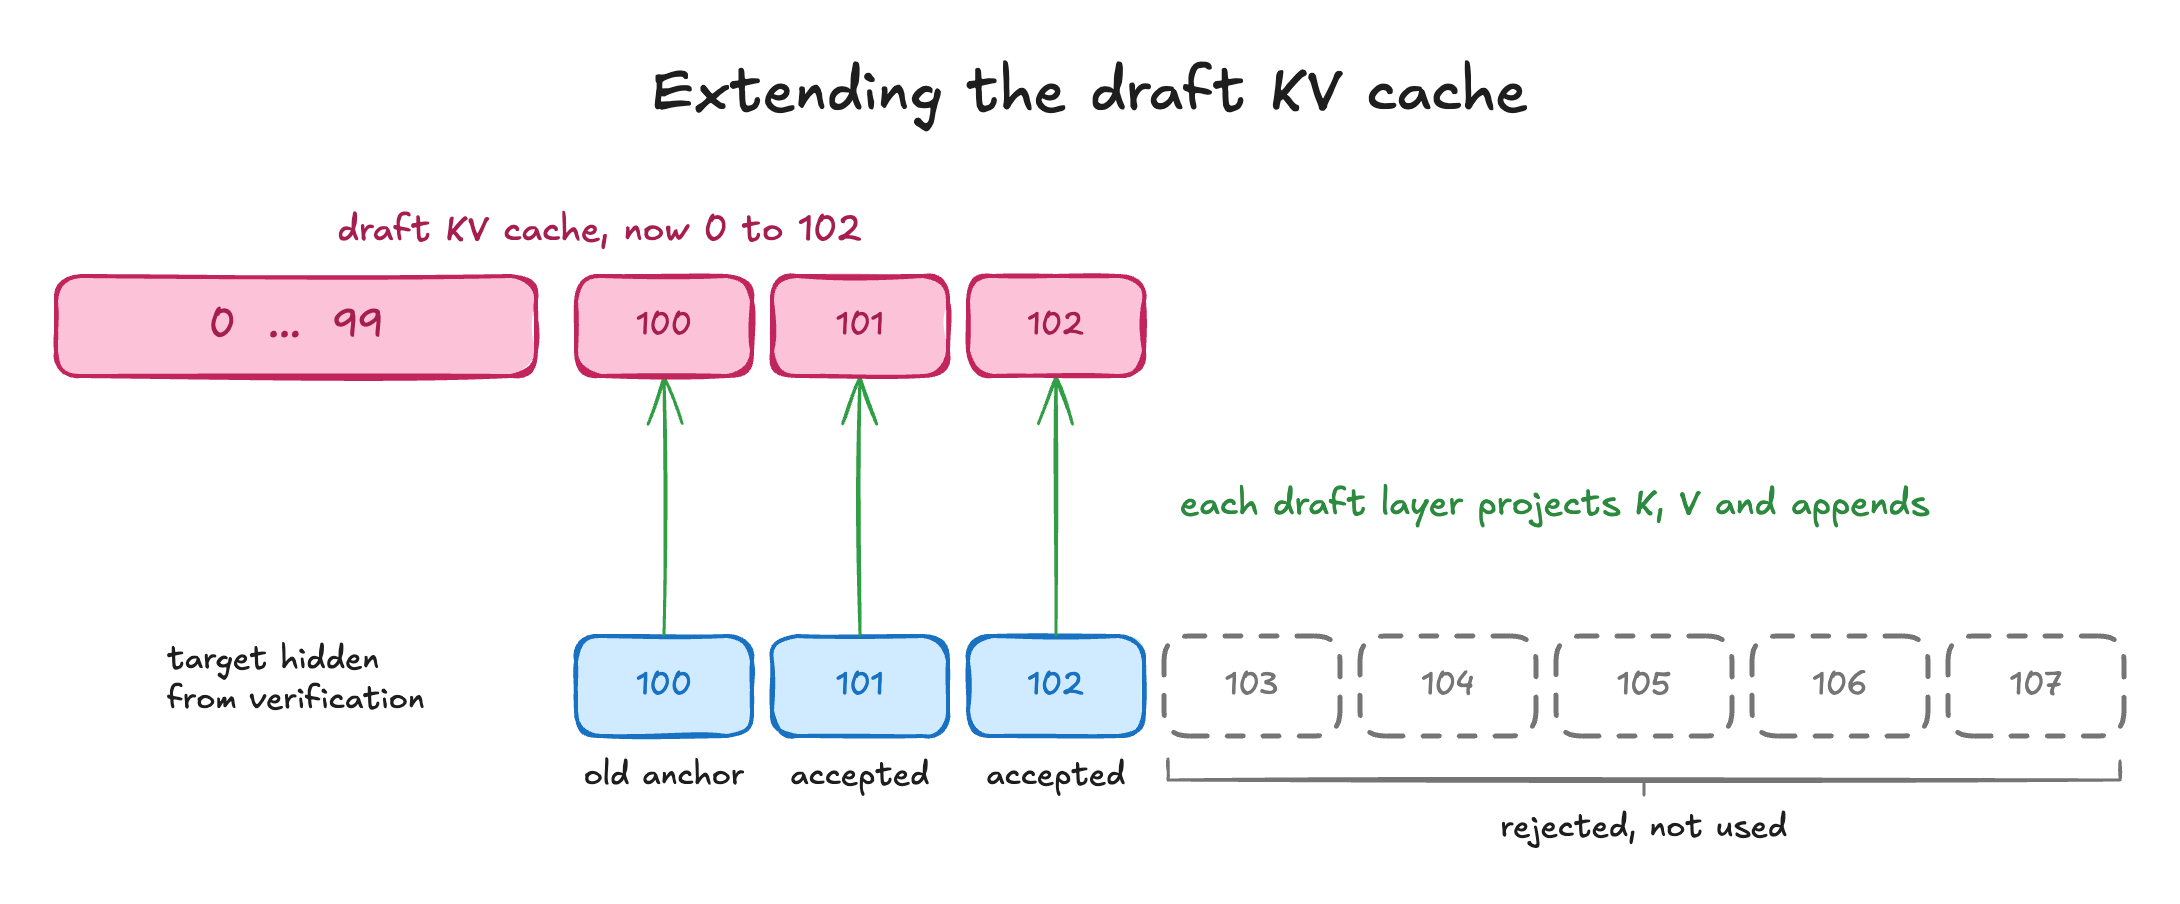 Extending the draft KV cache
draft KV cache, now 0 to 102
0 ... 99
100
101
102
each draft layer projects K, V and appends
target hidden
from verification
100
101
102
103
104
105
106
107
old anchor
accepted
accepted
rejected, not used